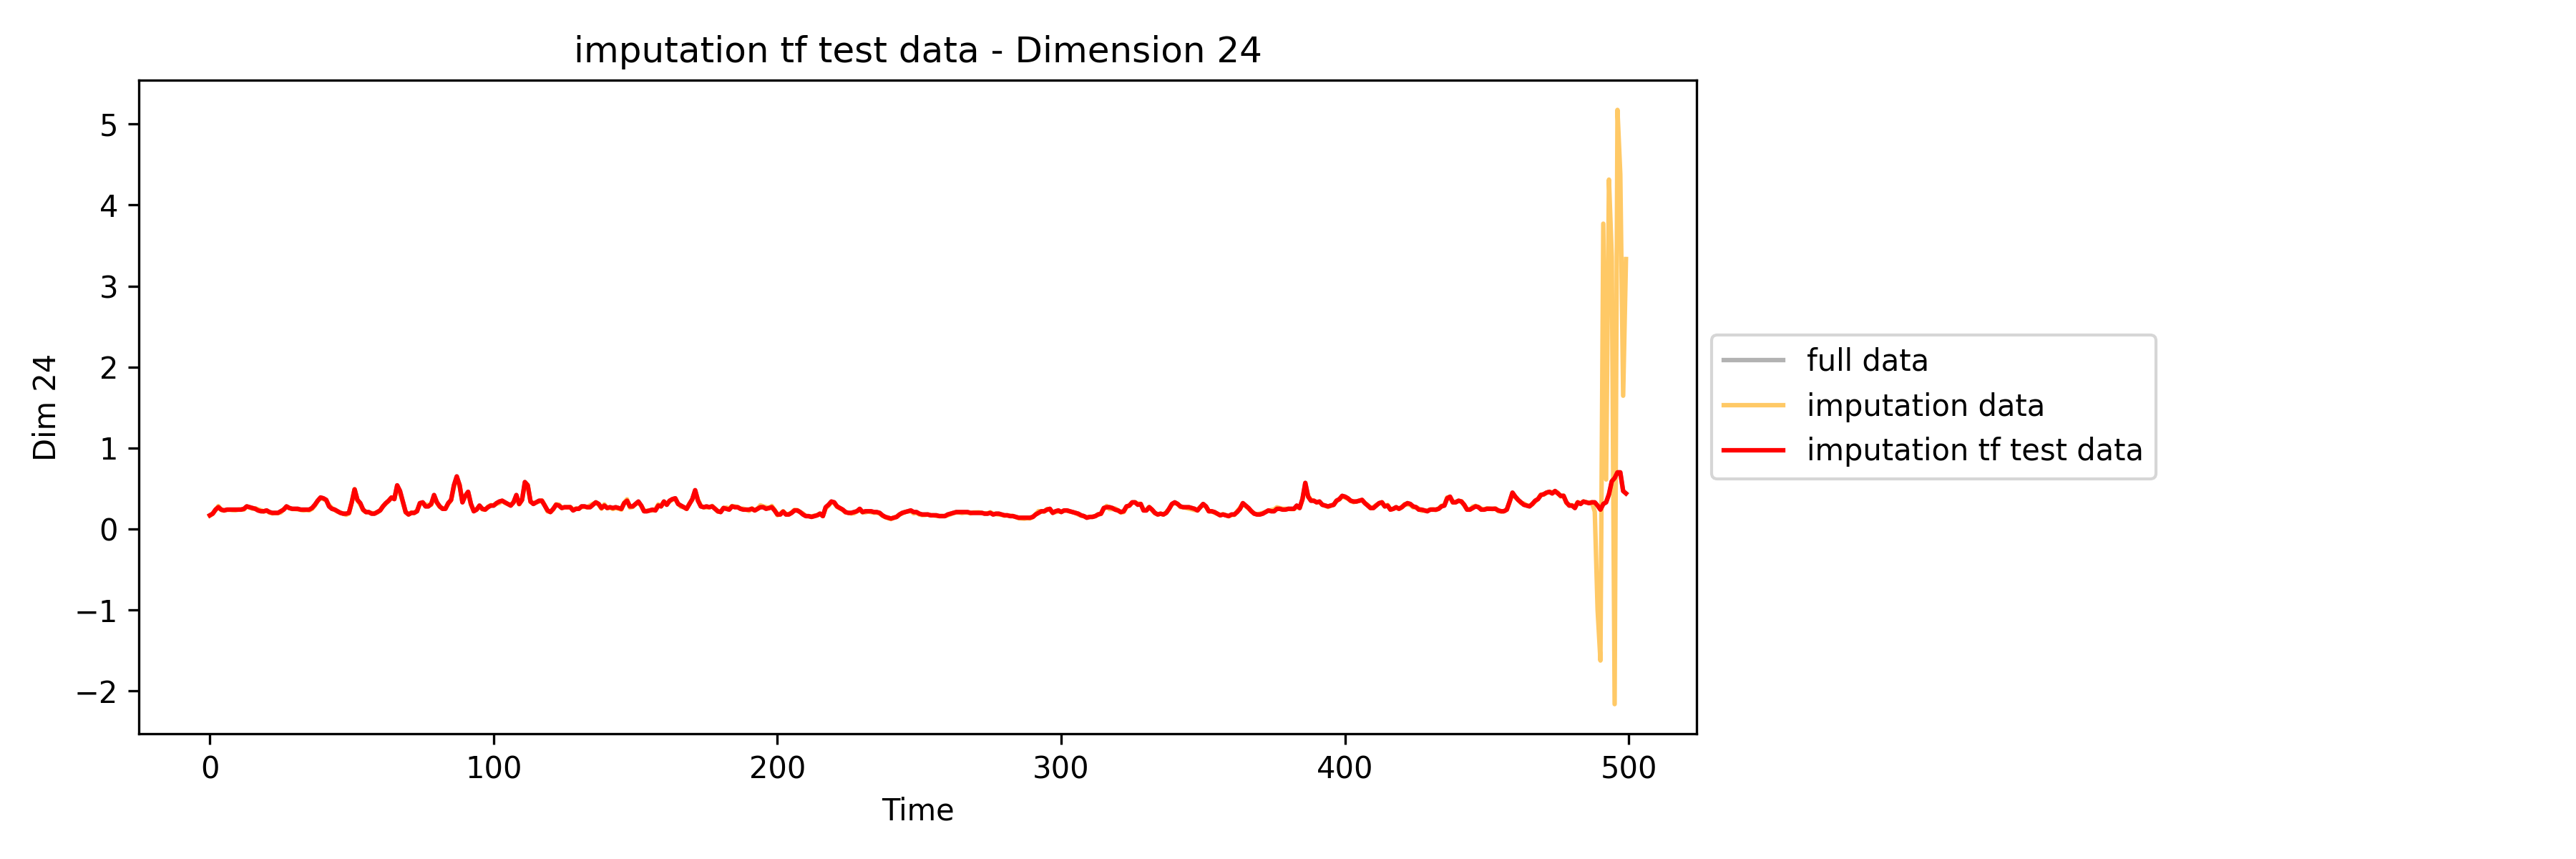 imputation tf test data - Dimension 24
Dim 24
5
4
3
2
1
0
−1
−2
0 100 200 300 400 500
Time
full data
imputation data
imputation tf test data